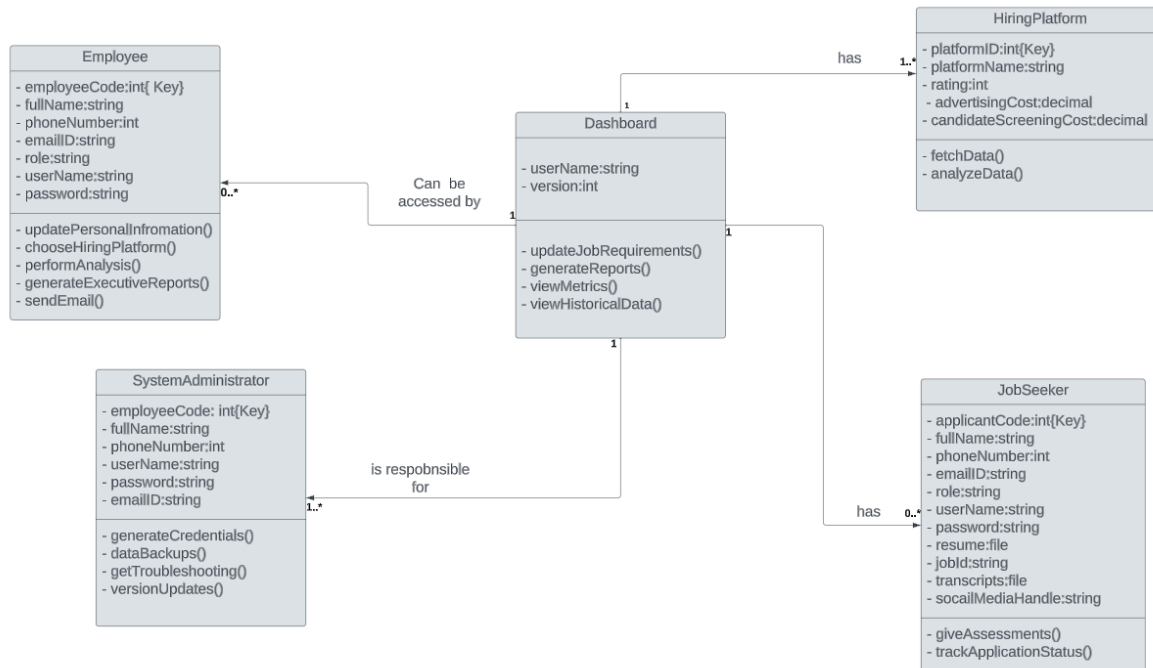 Employee
- employeeCode:int{ Key}
- fullName:string
- phoneNumber:int
- emailID:string
- role:string
- userName:string
- password:string
- updatePersonalInfromation()
- chooseHiringPlatform()
- performAnalysis()
- generateExecutiveReports()
- sendEmail()
0..*
Can be
accessed by
1
Dashboard
- userName:string
- version:int
- updateJobRequirements()
- generateReports()
- viewMetrics()
- viewHistoricalData()
1
has
1..*
HiringPlatform
- platformID:int{Key}
- platformName:string
- rating:int
- advertisingCost:decimal
- candidateScreeningCost:decimal
- fetchData()
- analyzeData()
1
1
SystemAdministrator
- employeeCode: int{Key}
- fullName:string
- phoneNumber:int
- userName:string
- password:string
- emailID:string
- generateCredentials()
- dataBackups()
- getTroubleshooting()
- versionUpdates()
1..*
is respobnsible
for
has
0..*
JobSeeker
- applicantCode:int{Key}
- fullName:string
- phoneNumber:int
- emailID:string
- role:string
- userName:string
- password:string
- resume:file
- jobId:string
- transcripts:file
- socailMediaHandle:string
- giveAssessments()
- trackApplicationStatus()